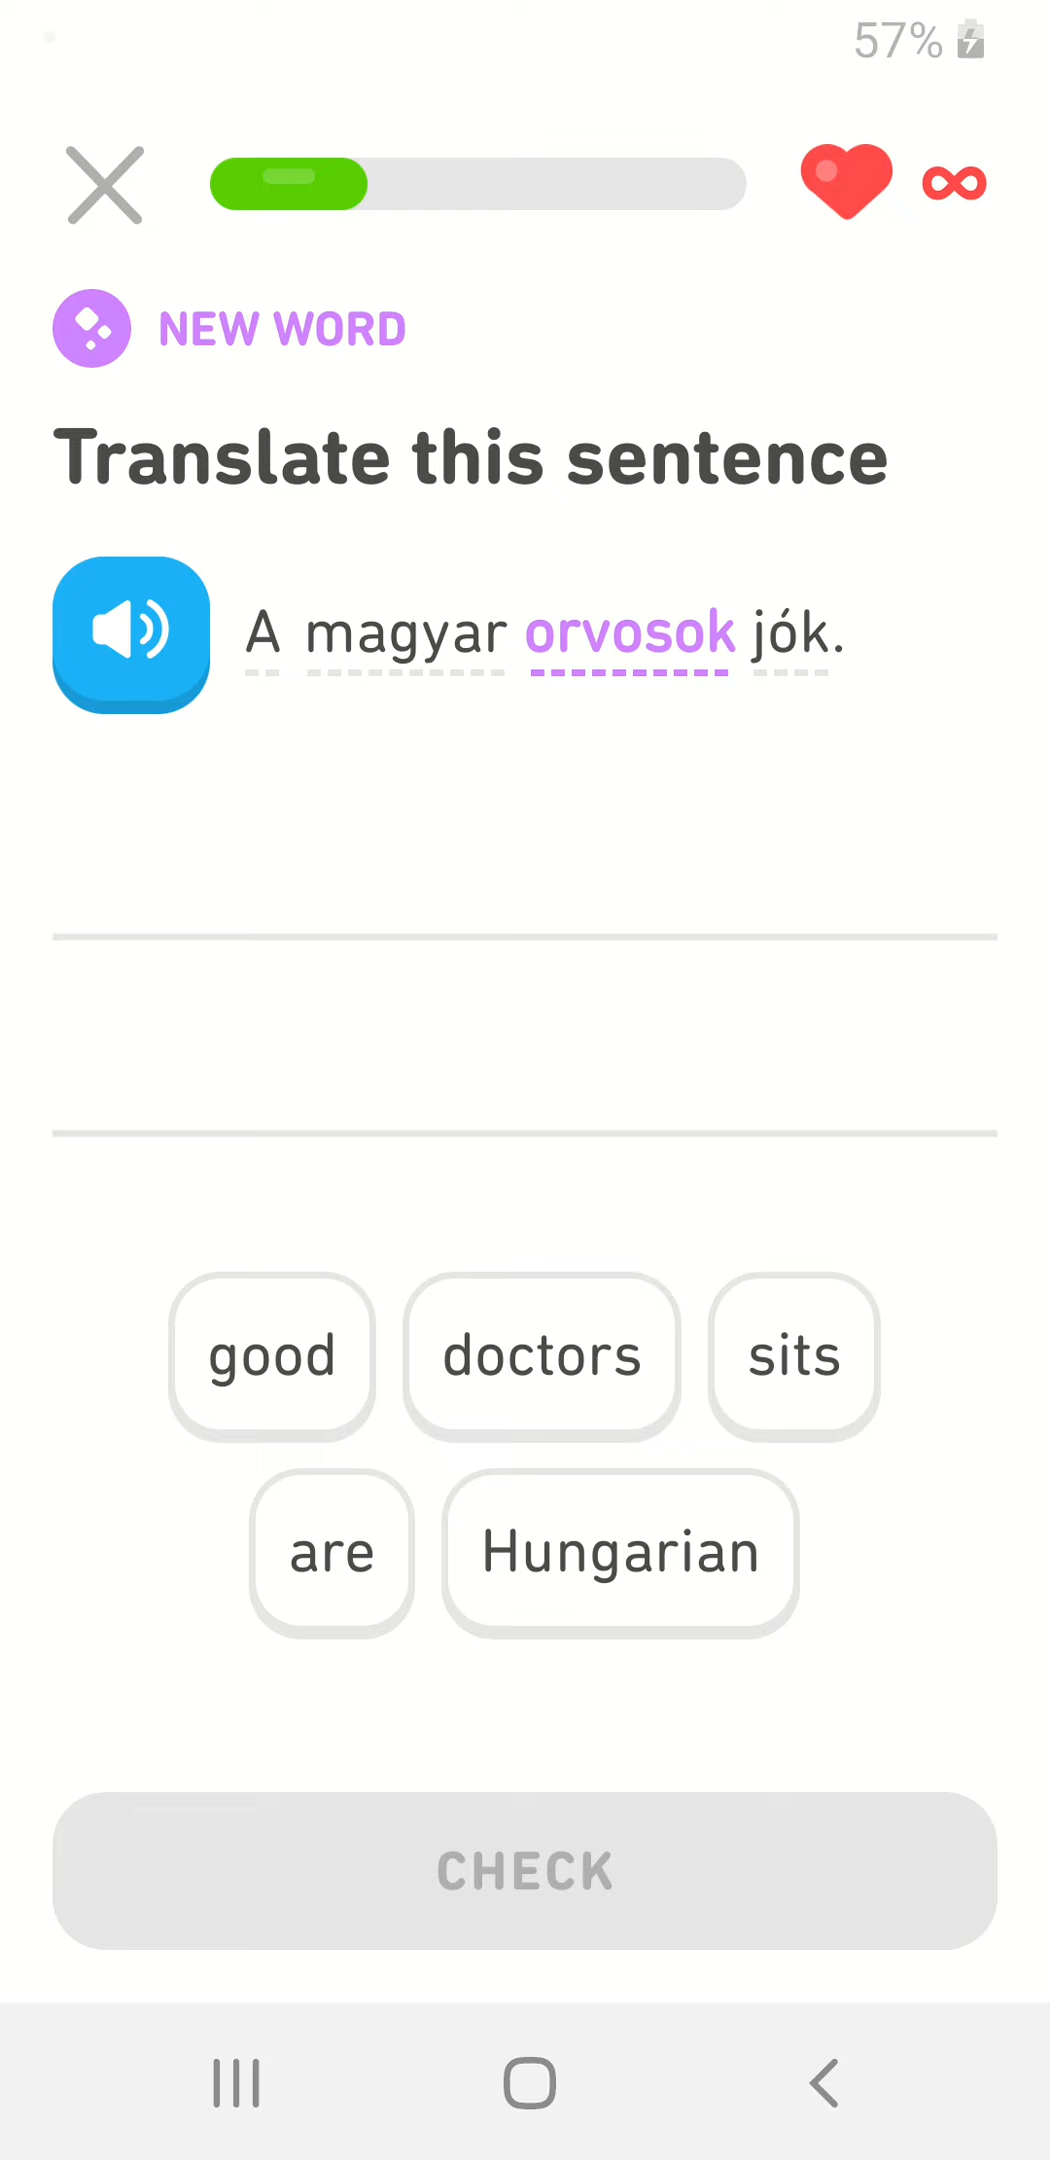 57%
NEW WORD
Translate this sentence
A magyar orvosok jók.
good doctors sits
are Hungarian
CHECK